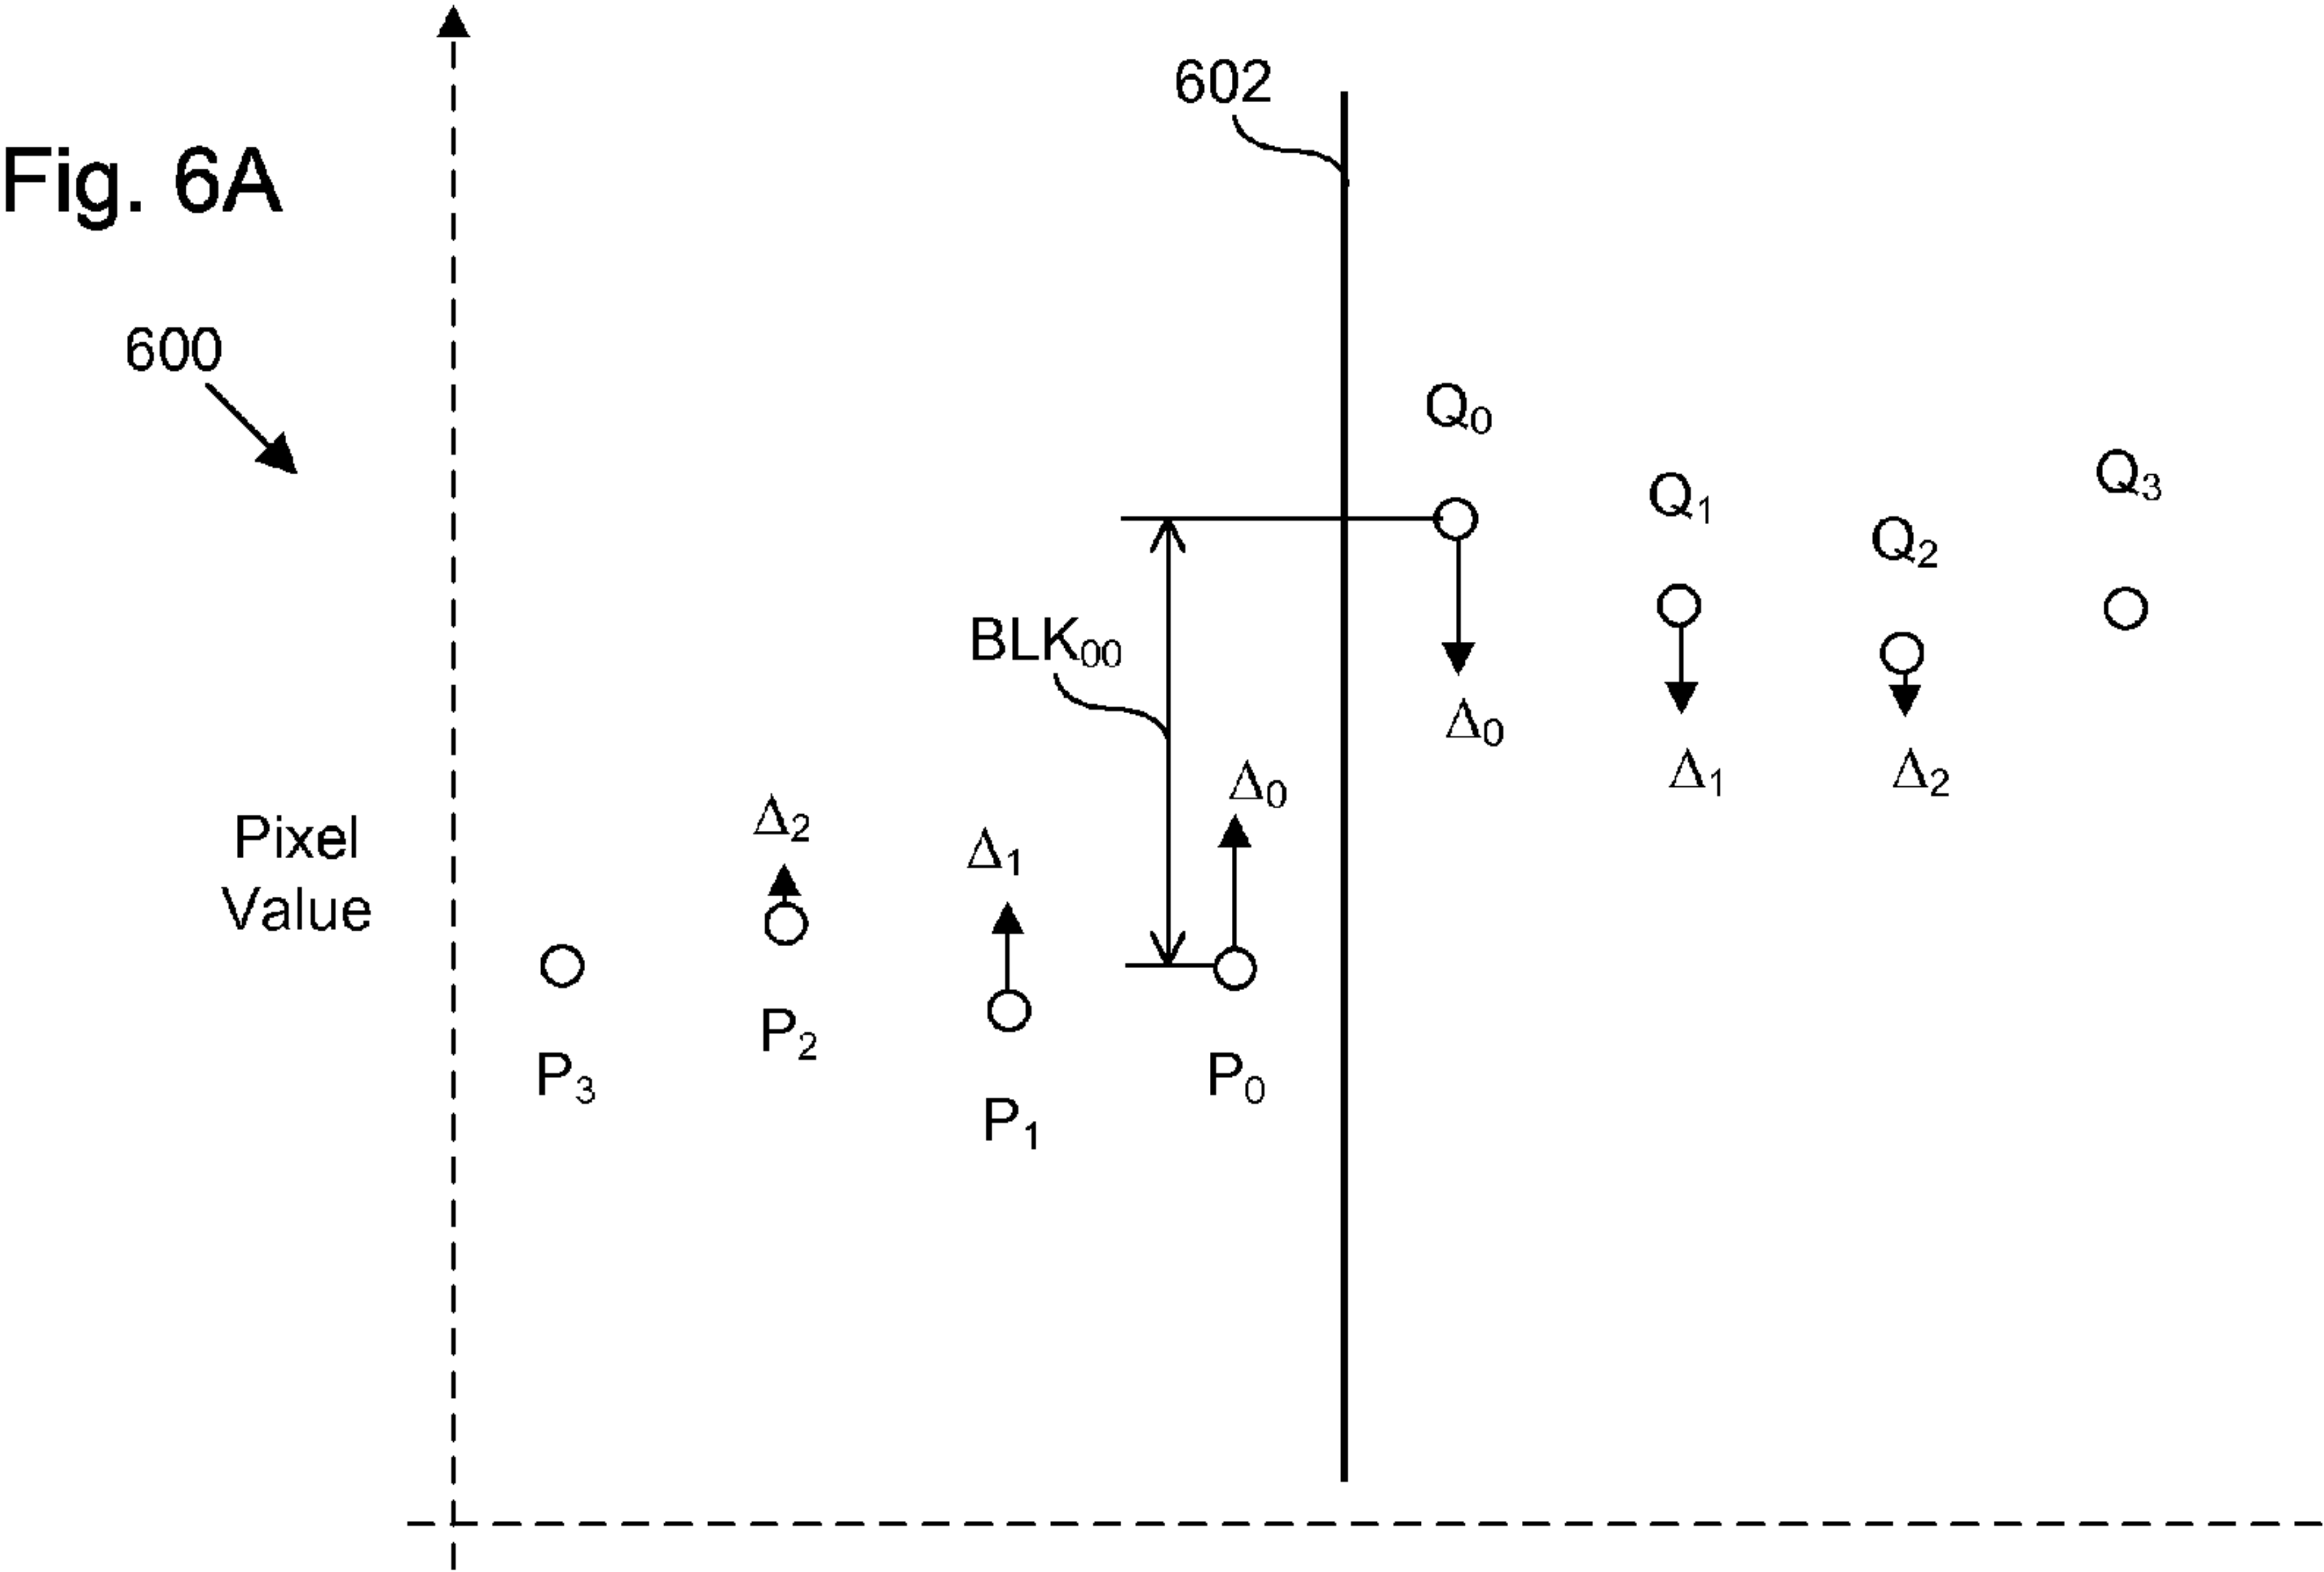 602
Fig. 6A
600
Q₀
Q₃
Q₁
Q₂
BLK₀₀
Δ₀
Δ₁
Δ₂
Δ₀
Δ₂
Δ₁
Pixel
Value
P₂
P₃
P₀
P₁